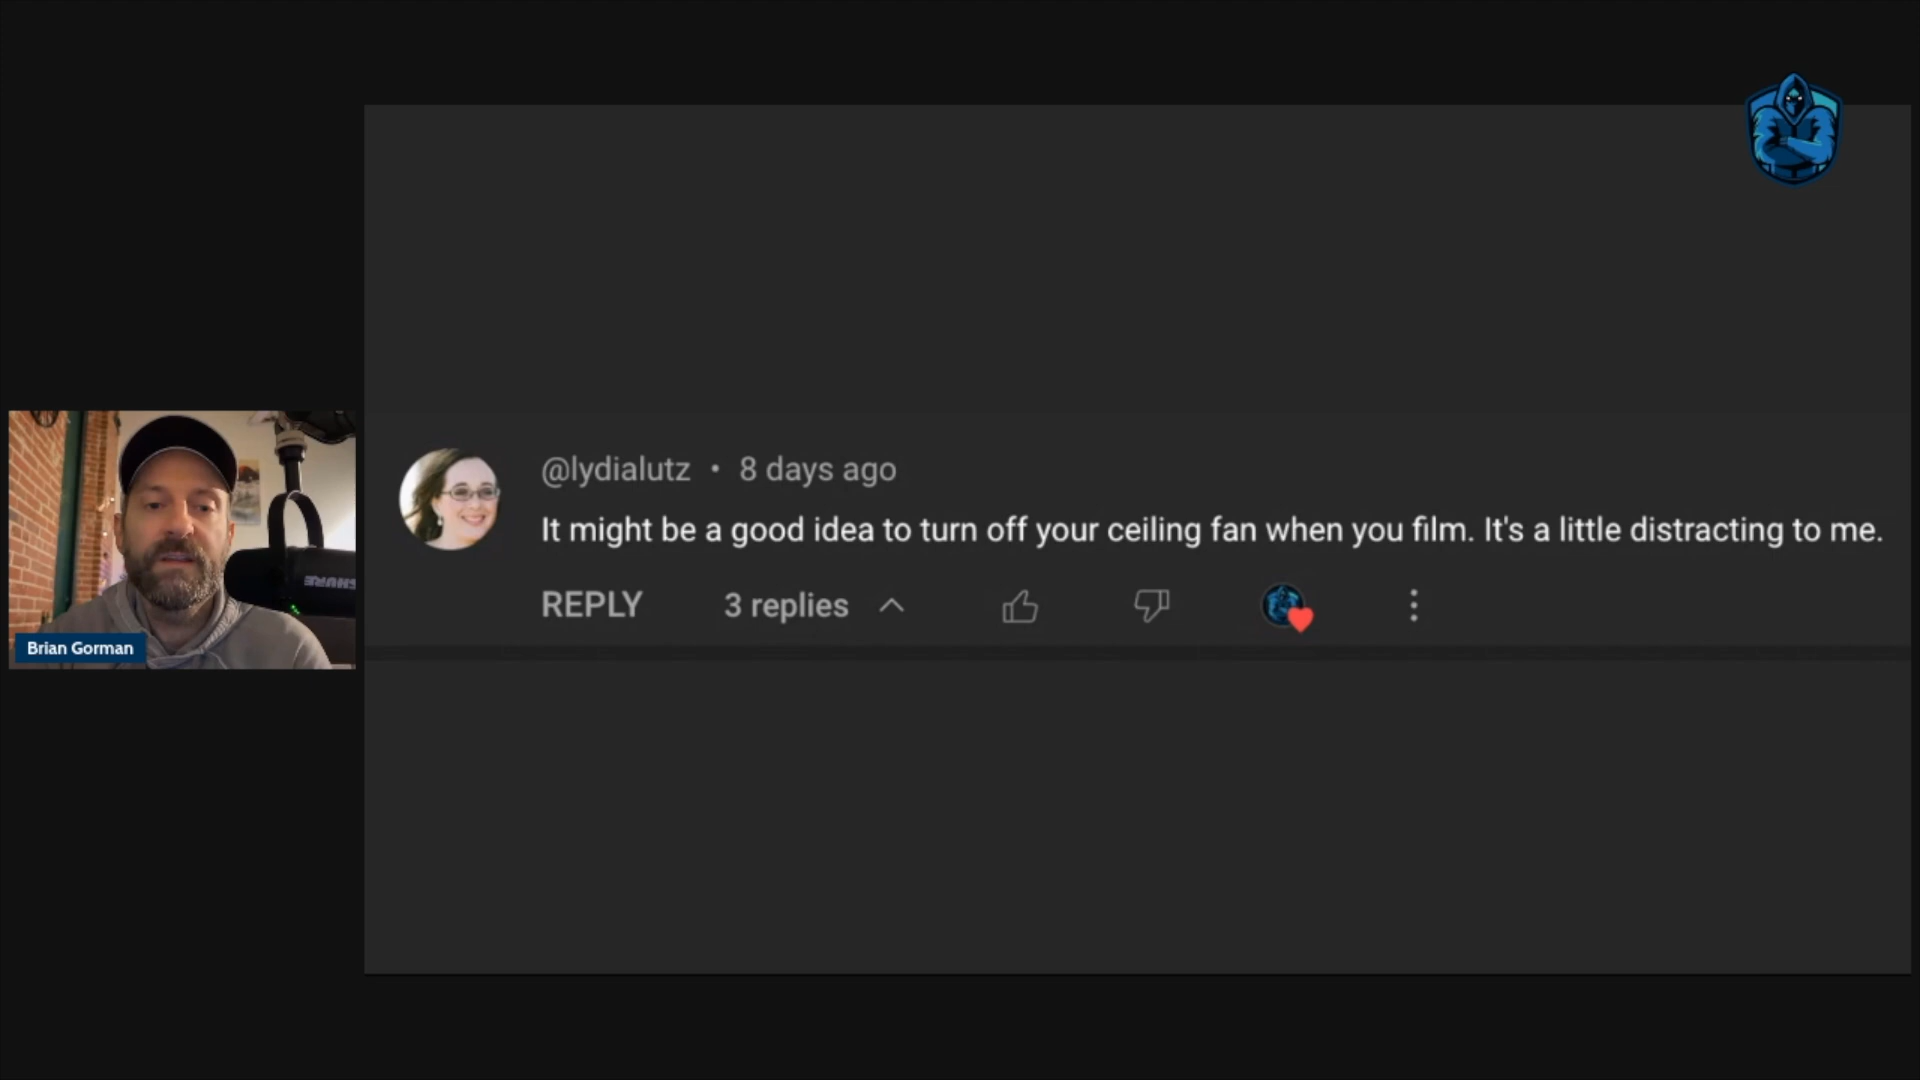 @lydialutz • 8 days ago
It might be a good idea to turn off your ceiling fan when you film. It's a little distracting to me.
REPLY 3 replies
SHURE
Brian Gorman